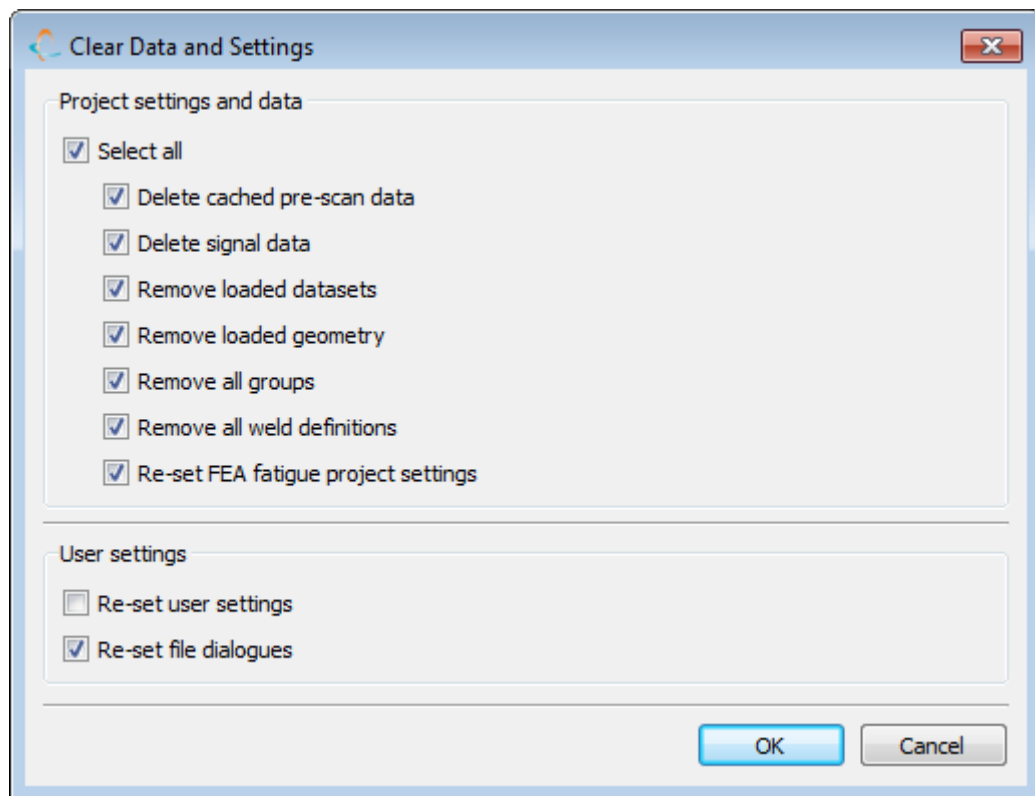 Clear Data and Settings
Project settings and data
Select all
Delete cached pre-scan data
Delete signal data
Remove loaded datasets
Remove loaded geometry
Remove all groups
Remove all weld definitions
Re-set FEA fatigue project settings
User settings
Re-set user settings
Re-set file dialogues
OK Cancel